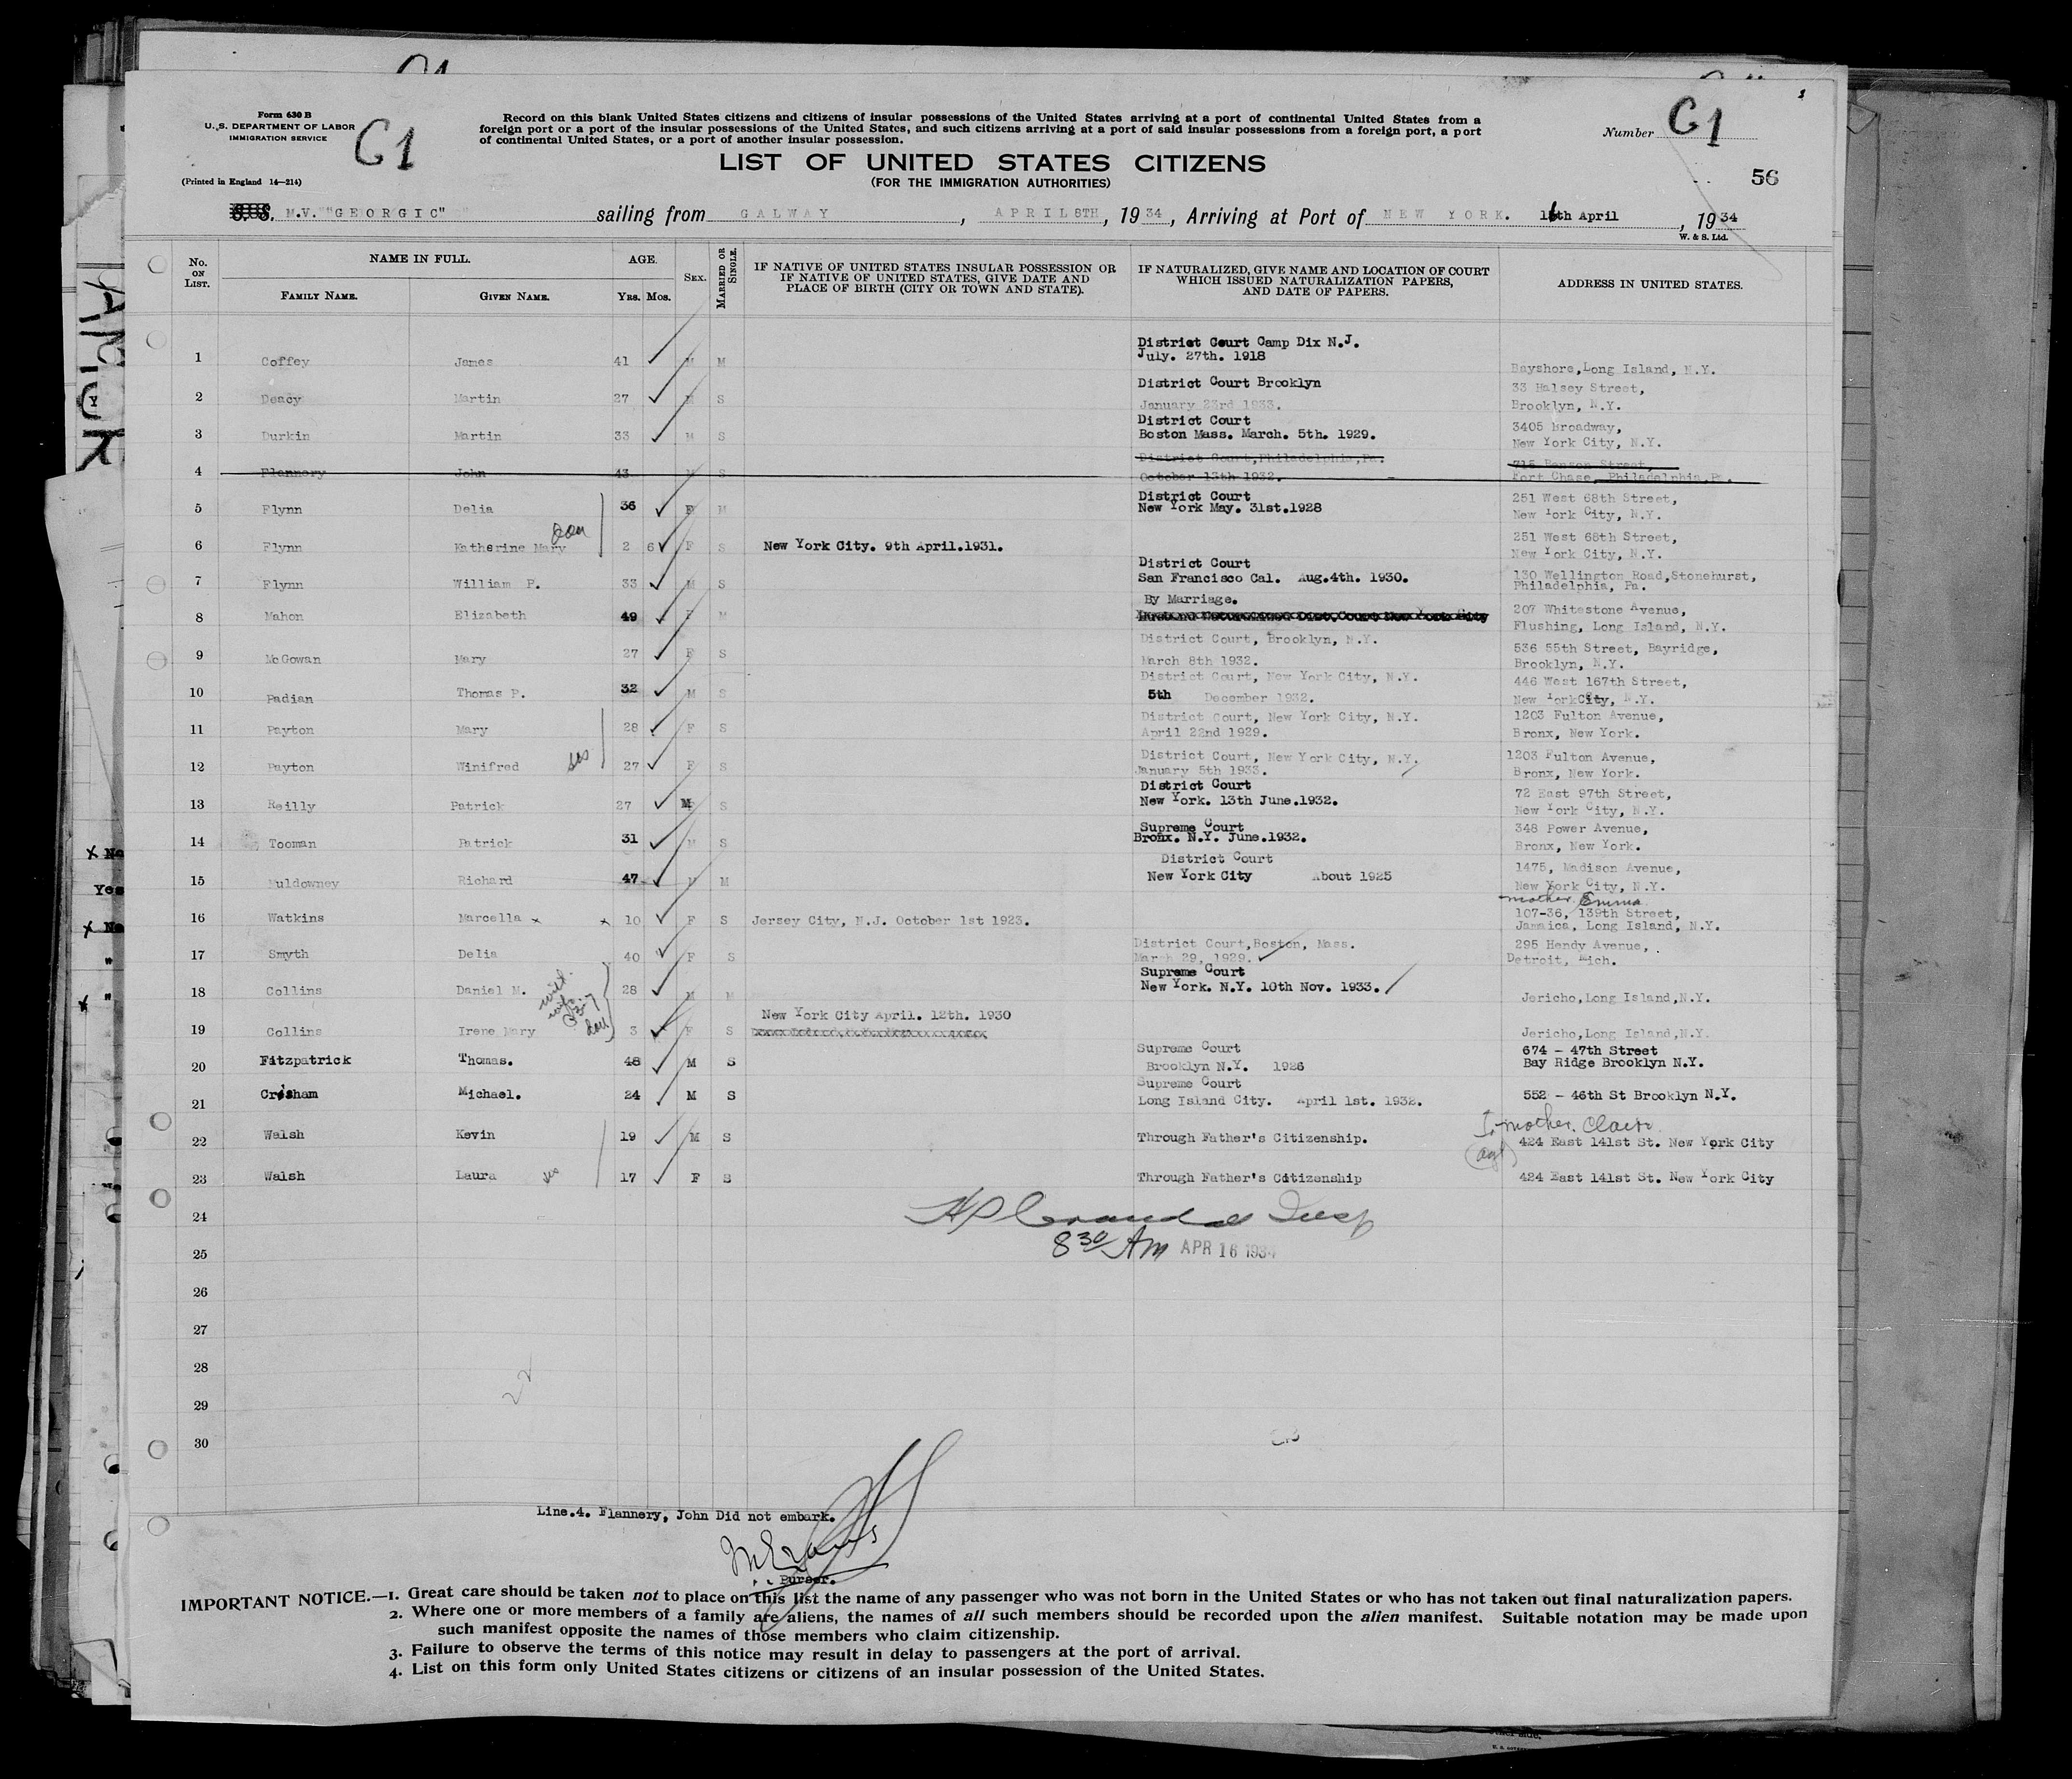 Form 630 B
U. S. DEPARTMENT OF LABOR
IMMIGRATION SERVICE
C1
(Printed in England 14—214)
Record on this blank United States citizens and citizens of insular possessions of the United States arriving at a port of continental United States from a
foreign port or a port of the insular possessions of the United States, and such citizens arriving at a port of said insular possessions from a foreign port, a port
of continental United States, or a port of another insular possession.
Number C1
56
LIST OF UNITED STATES CITIZENS
(FOR THE IMMIGRATION AUTHORITIES)
S.S. M.V. "GEORGIC" sailing from GALWAY, APRIL 8TH, 1934, Arriving at Port of NEW YORK. 16th April, 1934
W. & S. Ltd.
No. ON LIST. NAME IN FULL. FAMILY NAME. GIVEN NAME. AGE. YRS. MOS. SEX. MARRIED OR SINGLE.
IF NATIVE OF UNITED STATES INSULAR POSSESSION OR
IF NATIVE OF UNITED STATES, GIVE DATE AND
PLACE OF BIRTH (CITY OR TOWN AND STATE).
IF NATURALIZED, GIVE NAME AND LOCATION OF COURT
WHICH ISSUED NATURALIZATION PAPERS,
AND DATE OF PAPERS.
ADDRESS IN UNITED STATES.
District Court Camp Dix N.J.
1 Coffey James 41 M M July. 27th. 1918 Bayshore, Long Island, N.Y.
District Court Brooklyn 33 Halsey Street,
2 Deacy Martin 27 M S January 23rd 1933. Brooklyn, N.Y.
District Court 3405 Broadway,
3 Durkin Martin 33 M S Boston Mass. March. 5th. 1929. New York City, N.Y.
District Court, Philadelphia, Pa. 715 Benson Street,
4 Flannery John 43 M S October 13th 1932. Fort Chase, Philadelphia, Pa.
District Court 251 West 68th Street,
5 Flynn Delia 36 F M New York May. 31st.1928 New York City, N.Y.
251 West 68th Street,
6 Flynn Katherine Mary 2 6 F S New York City. 9th April.1931. New York City, N.Y.
District Court
7 Flynn William P. 33 M S San Francisco Cal. Aug.4th. 1930. 130 Wellington Road, Stonehurst,
Philadelphia, Pa.
By Marriage. 207 Whitestone Avenue,
8 Mahon Elizabeth 49 F M Flushing, Long Island, N.Y.
District Court, Brooklyn, N.Y. 536 55th Street, Bayridge,
9 McGowan Mary 27 F S March 8th 1932. Brooklyn, N.Y.
District Court, New York City, N.Y. 446 West 167th Street,
10 Padian Thomas P. 32 M S 5th December 1932. New York City, N.Y.
District Court, New York City, N.Y. 1203 Fulton Avenue,
11 Payton Mary 28 F S April 22nd 1929. Bronx, New York.
District Court, New York City, N.Y. 1203 Fulton Avenue,
12 Payton Winifred sis 27 F S January 5th 1933. Bronx, New York.
District Court 72 East 97th Street,
13 Reilly Patrick 27 M S New York. 13th June.1932. New York City, N.Y.
Supreme Court 348 Power Avenue,
14 Tooman Patrick 31 M S Bronx. N.Y. June.1932. Bronx, New York.
District Court 1475, Madison Avenue,
15 Muldowney Richard 47 M M New York City About 1925 New York City, N.Y.
mother Emma
16 Watkins Marcella x x 10 F S Jersey City, N.J. October 1st 1923. 107-36, 139th Street,
Jamaica, Long Island, N.Y.
District Court, Boston, Mass. 295 Hendy Avenue,
17 Smyth Delia 40 F S March 29, 1929. Detroit, Mich.
Supreme Court
18 Collins Daniel M. 28 M M New York. N.Y. 10th Nov. 1933. Jericho, Long Island, N.Y.
New York City April. 12th. 1930
19 Collins Irene Mary 3 F S Jericho, Long Island, N.Y.
Supreme Court 674 - 47th Street
20 Fitzpatrick Thomas. 48 M S Brooklyn N.Y. 1926 Bay Ridge Brooklyn N.Y.
Supreme Court
21 Crisham Michael. 24 M S Long Island City. April 1st. 1932. 552 - 46th St Brooklyn N.Y.
mother. Claire
22 Walsh Kevin 19 M S Through Father's Citizenship. 424 East 141st St. New York City
23 Walsh Laura sis 17 F S Through Father's Citizenship 424 East 141st St. New York City
24
25
8 30 AM APR 16 1934
26
27
28
22
29
30
Line.4. Flannery, John Did not embark.
Purser.
IMPORTANT NOTICE.—1. Great care should be taken not to place on this list the name of any passenger who was not born in the United States or who has not taken out final naturalization papers.
2. Where one or more members of a family are aliens, the names of all such members should be recorded upon the alien manifest. Suitable notation may be made upon
such manifest opposite the names of those members who claim citizenship.
3. Failure to observe the terms of this notice may result in delay to passengers at the port of arrival.
4. List on this form only United States citizens or citizens of an insular possession of the United States.